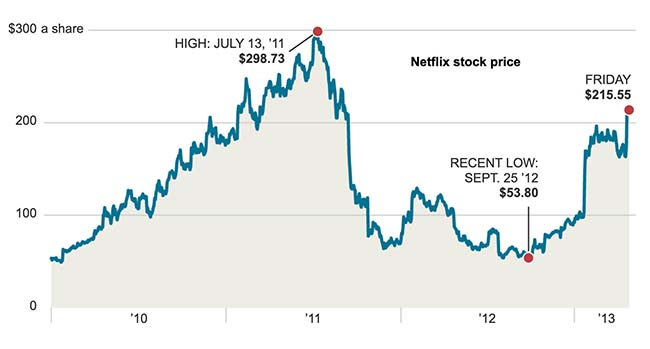 $300 a share
HIGH: JULY 13, '11
$298.73
Netflix stock price
FRIDAY
$215.55
200
RECENT LOW:
SEPT. 25 '12
$53.80
100
0
'10
'11
'12
'13